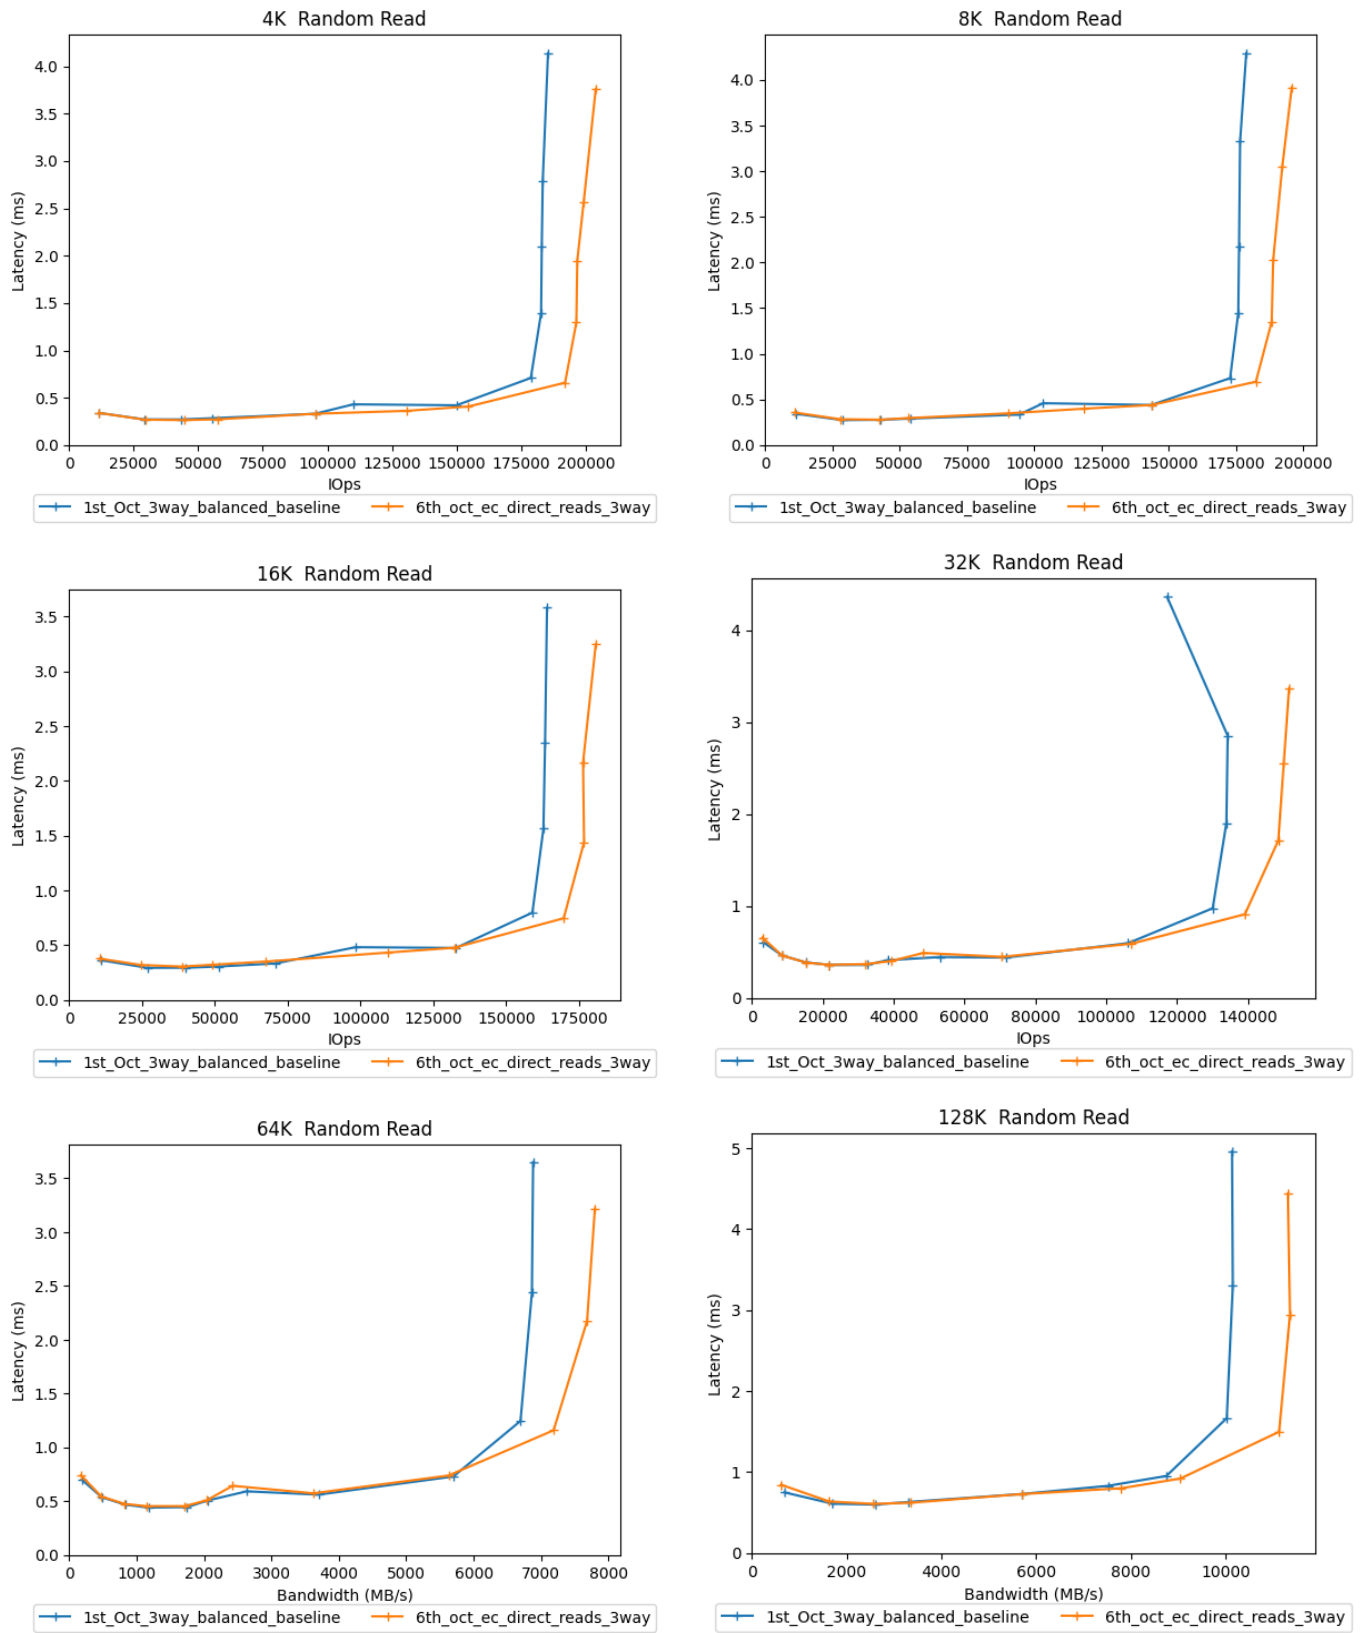 4K  Random Read
Latency (ms)
4.0
3.5
3.0
2.5
2.0
1.5
1.0
0.5
0.0
0 25000 50000 75000 100000 125000 150000 175000 200000
IOps
1st_Oct_3way_balanced_baseline 6th_oct_ec_direct_reads_3way
8K  Random Read
Latency (ms)
4.0
3.5
3.0
2.5
2.0
1.5
1.0
0.5
0.0
0 25000 50000 75000 100000 125000 150000 175000 200000
IOps
1st_Oct_3way_balanced_baseline 6th_oct_ec_direct_reads_3way
16K  Random Read
Latency (ms)
3.5
3.0
2.5
2.0
1.5
1.0
0.5
0.0
0 25000 50000 75000 100000 125000 150000 175000
IOps
1st_Oct_3way_balanced_baseline 6th_oct_ec_direct_reads_3way
32K  Random Read
Latency (ms)
4
3
2
1
0
0 20000 40000 60000 80000 100000 120000 140000
IOps
1st_Oct_3way_balanced_baseline 6th_oct_ec_direct_reads_3way
64K  Random Read
Latency (ms)
3.5
3.0
2.5
2.0
1.5
1.0
0.5
0.0
0 1000 2000 3000 4000 5000 6000 7000 8000
Bandwidth (MB/s)
1st_Oct_3way_balanced_baseline 6th_oct_ec_direct_reads_3way
128K  Random Read
Latency (ms)
5
4
3
2
1
0
0 2000 4000 6000 8000 10000
Bandwidth (MB/s)
1st_Oct_3way_balanced_baseline 6th_oct_ec_direct_reads_3way